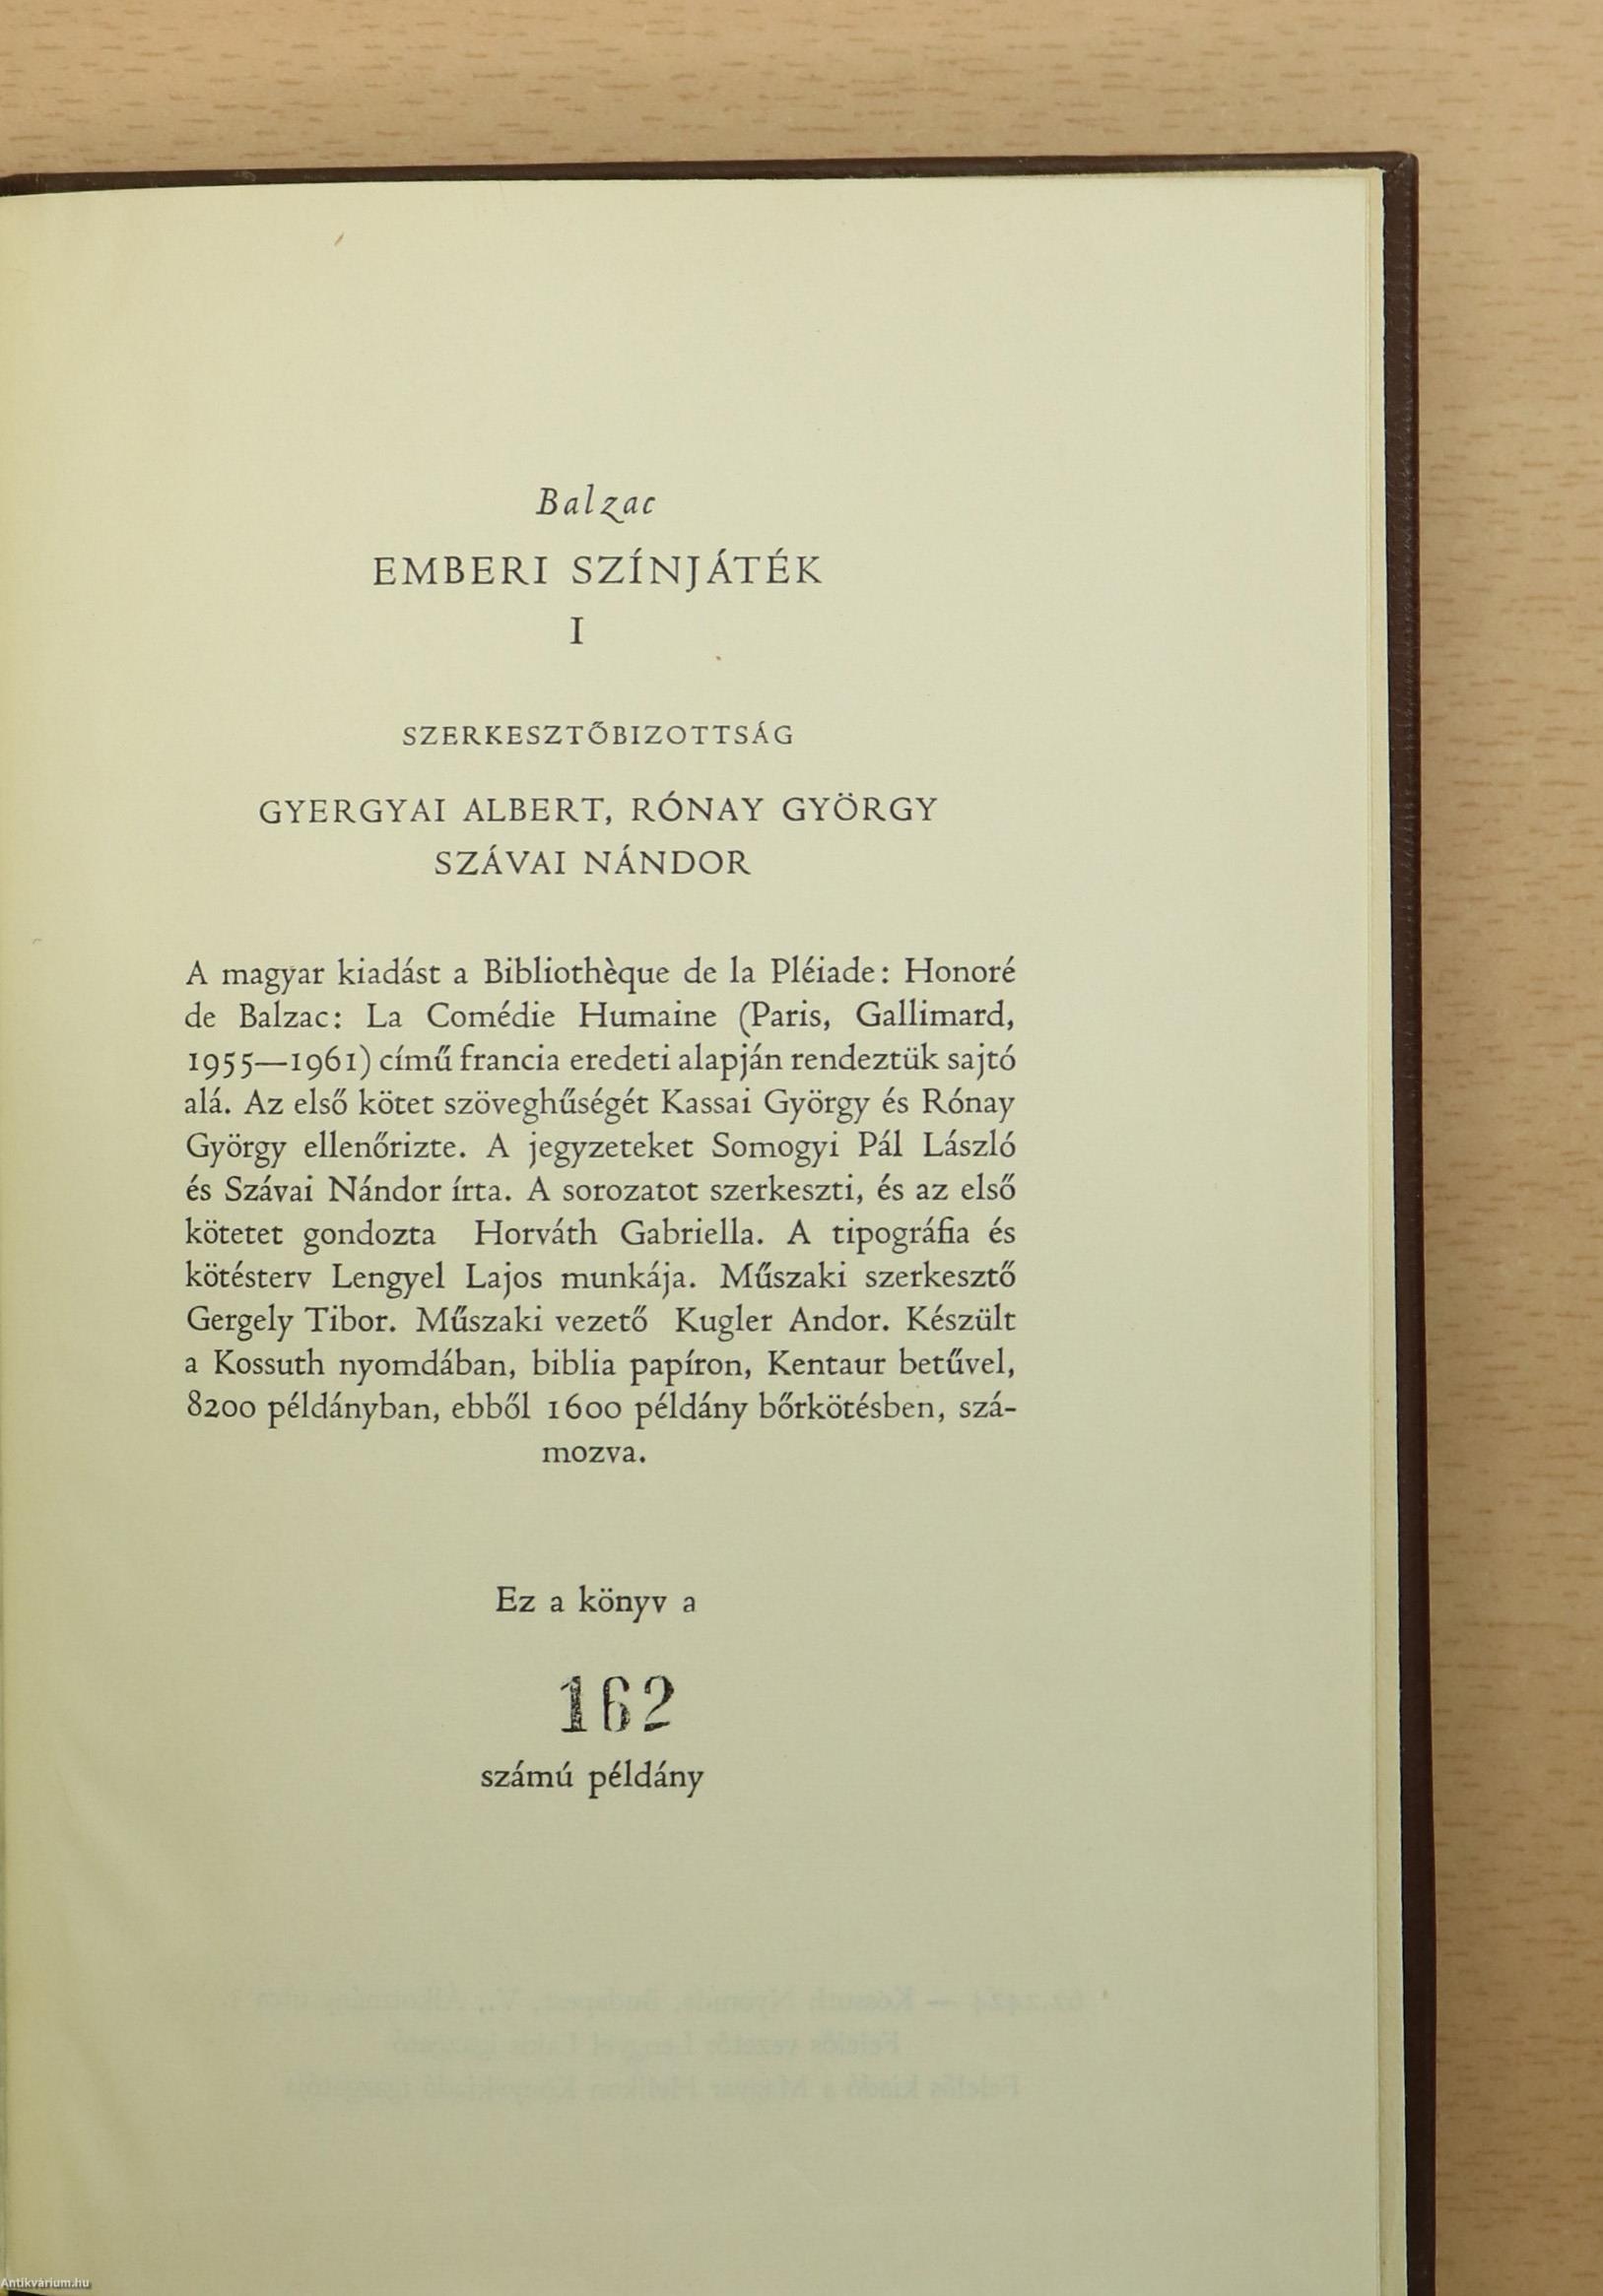 Balzac
EMBERI SZÍNJÁTÉK
I
SZERKESZTŐBIZOTTSÁG
GYERGYAI ALBERT, RÓNAY GYÖRGY
SZÁVAI NÁNDOR
A magyar kiadást a Bibliothèque de la Pléiade: Honoré
de Balzac: La Comédie Humaine (Paris, Gallimard,
1955—1961) című francia eredeti alapján rendeztük sajtó
alá. Az első kötet szöveghűségét Kassai György és Rónay
György ellenőrizte. A jegyzeteket Somogyi Pál László
és Szávai Nándor írta. A sorozatot szerkeszti, és az első
kötetet gondozta Horváth Gabriella. A tipográfia és
kötésterv Lengyel Lajos munkája. Műszaki szerkesztő
Gergely Tibor. Műszaki vezető Kugler Andor. Készült
a Kossuth nyomdában, biblia papíron, Kentaur betűvel,
8200 példányban, ebből 1600 példány bőrkötésben, szá-
mozva.
Ez a könyv a
162
számú példány
Antikvárium.hu